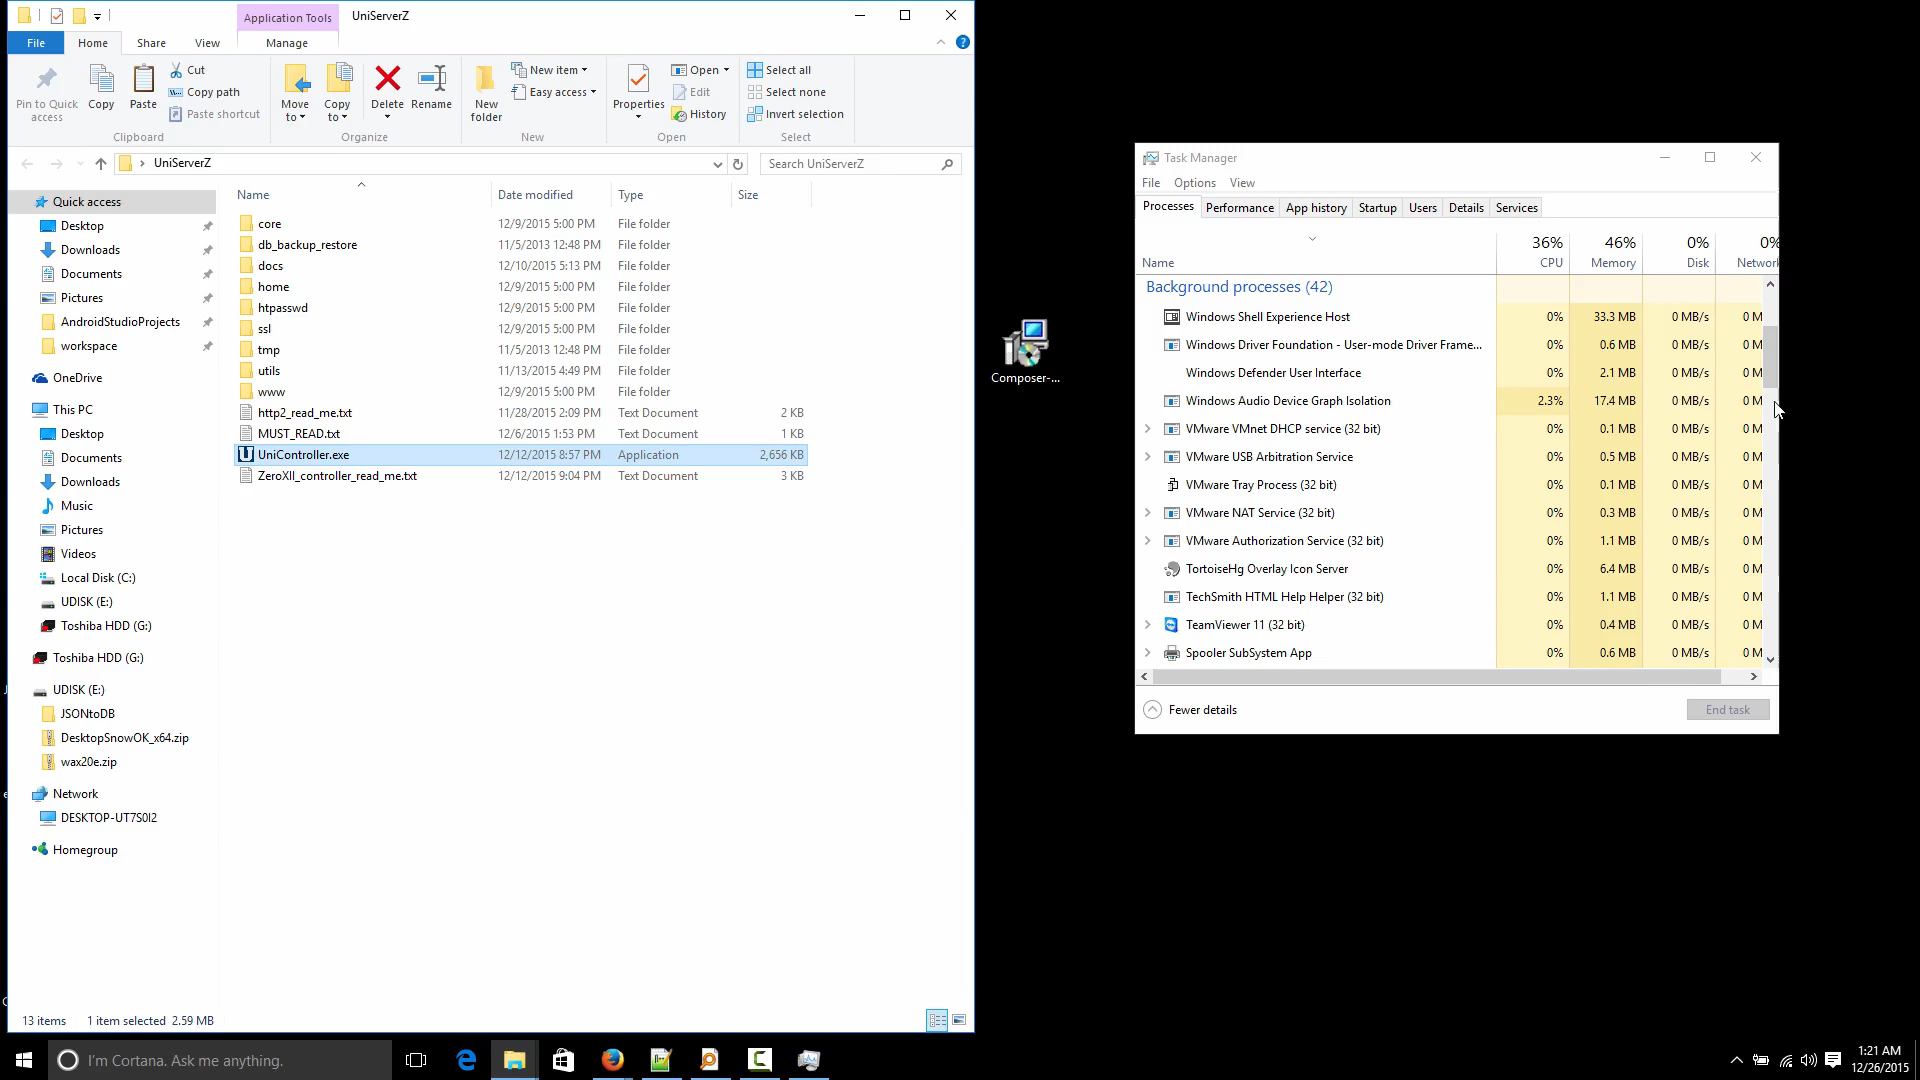 Application Tools
UniServerZ
File
Home
Share
View
Manage
Pin to Quick access
Copy
Paste
Cut
Copy path
Paste shortcut
Clipboard
Move to
Copy to
Delete
Rename
Organize
New folder
New item
Easy access
New
Properties
Open
Edit
History
Open
Select all
Select none
Invert selection
Select
UniServerZ
Search UniServerZ
Quick access
Desktop
Downloads
Documents
Pictures
AndroidStudioProjects
workspace
OneDrive
This PC
Desktop
Documents
Downloads
Music
Pictures
Videos
Local Disk (C:)
UDISK (E:)
Toshiba HDD (G:)
Toshiba HDD (G:)
UDISK (E:)
JSONtoDB
DesktopSnowOK_x64.zip
wax20e.zip
Network
DESKTOP-UT7S0I2
Homegroup
Name Date modified Type Size
core 12/9/2015 5:00 PM File folder
db_backup_restore 11/5/2013 12:48 PM File folder
docs 12/10/2015 5:13 PM File folder
home 12/9/2015 5:00 PM File folder
htpasswd 12/9/2015 5:00 PM File folder
ssl 12/9/2015 5:00 PM File folder
tmp 11/5/2013 12:48 PM File folder
utils 11/13/2015 4:49 PM File folder
www 12/9/2015 5:00 PM File folder
http2_read_me.txt 11/28/2015 2:09 PM Text Document 2 KB
MUST_READ.txt 12/6/2015 1:53 PM Text Document 1 KB
UniController.exe 12/12/2015 8:57 PM Application 2,656 KB
ZeroXII_controller_read_me.txt 12/12/2015 9:04 PM Text Document 3 KB
13 items 1 item selected 2.59 MB
Composer-...
Task Manager
File Options View
Processes Performance App history Startup Users Details Services
36% 46% 0% 0%
Name CPU Memory Disk Network
Background processes (42)
Windows Shell Experience Host 0% 33.3 MB 0 MB/s 0 M
Windows Driver Foundation - User-mode Driver Frame... 0% 0.6 MB 0 MB/s 0 M
Windows Defender User Interface 0% 2.1 MB 0 MB/s 0 M
Windows Audio Device Graph Isolation 2.3% 17.4 MB 0 MB/s 0 M
VMware VMnet DHCP service (32 bit) 0% 0.1 MB 0 MB/s 0 M
VMware USB Arbitration Service 0% 0.5 MB 0 MB/s 0 M
VMware Tray Process (32 bit) 0% 0.1 MB 0 MB/s 0 M
VMware NAT Service (32 bit) 0% 0.3 MB 0 MB/s 0 M
VMware Authorization Service (32 bit) 0% 1.1 MB 0 MB/s 0 M
TortoiseHg Overlay Icon Server 0% 6.4 MB 0 MB/s 0 M
TechSmith HTML Help Helper (32 bit) 0% 1.1 MB 0 MB/s 0 M
TeamViewer 11 (32 bit) 0% 0.4 MB 0 MB/s 0 M
Spooler SubSystem App 0% 0.6 MB 0 MB/s 0 M
Fewer details
End task
I'm Cortana. Ask me anything.
1:21 AM
12/26/2015